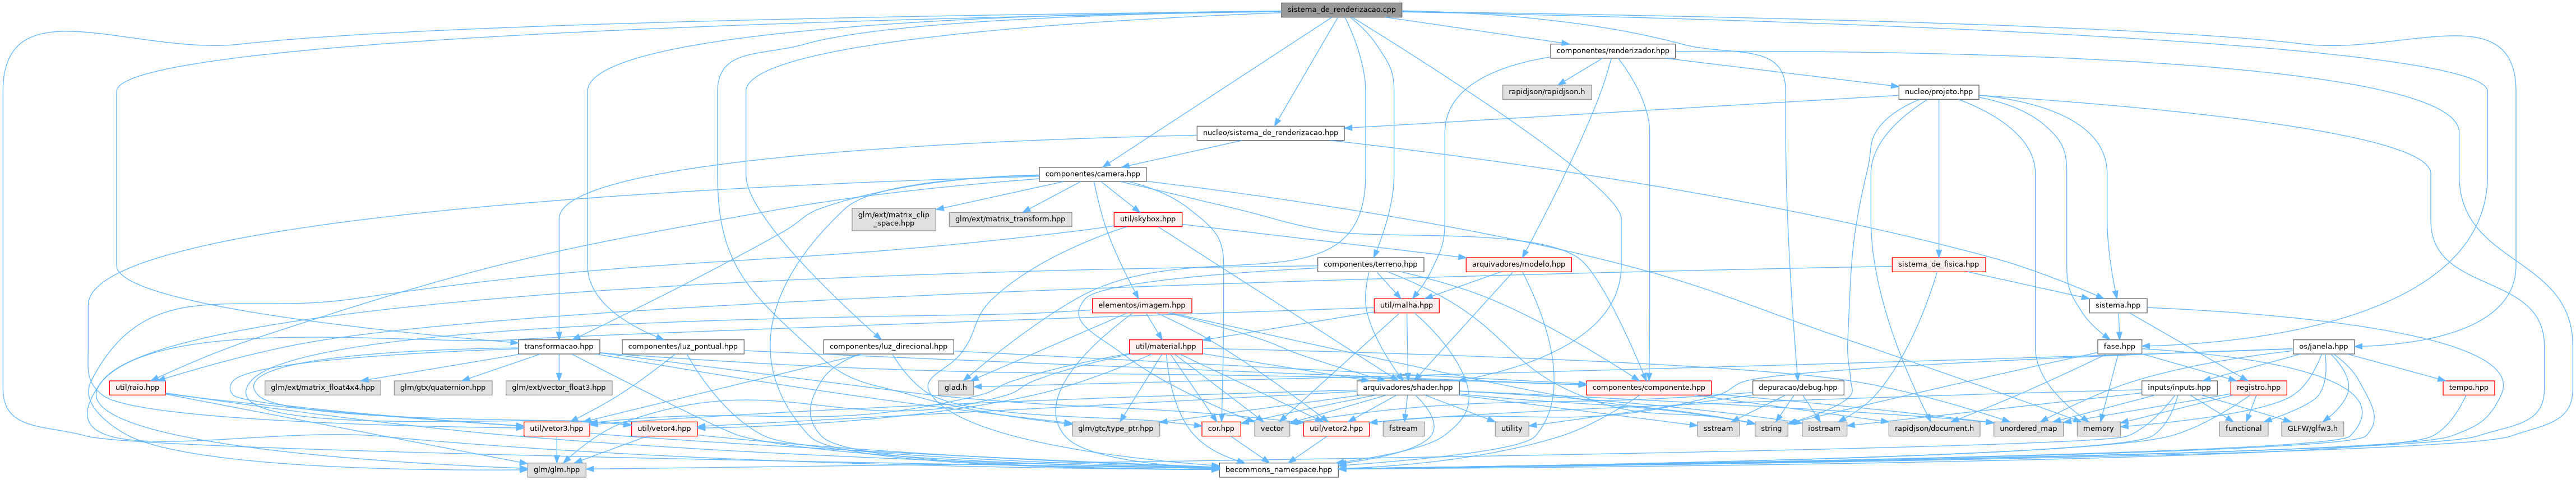 sistema_de_renderizacao.cpp
componentes/renderizador.hpp
rapidjson/rapidjson.h
nucleo/projeto.hpp
nucleo/sistema_de_renderizacao.hpp
componentes/camera.hpp
glm/ext/matrix_clip
_space.hpp
glm/ext/matrix_transform.hpp
util/skybox.hpp
componentes/terreno.hpp
arquivadores/modelo.hpp
sistema_de_fisica.hpp
elementos/imagem.hpp
util/malha.hpp
sistema.hpp
transformacao.hpp
componentes/luz_pontual.hpp
componentes/luz_direcional.hpp
util/material.hpp
fase.hpp
os/janela.hpp
util/raio.hpp
glm/ext/matrix_float4x4.hpp
glm/gtx/quaternion.hpp
glm/ext/vector_float3.hpp
glad.h
arquivadores/shader.hpp
componentes/componente.hpp
depuracao/debug.hpp
inputs/inputs.hpp
registro.hpp
tempo.hpp
util/vetor3.hpp
util/vetor4.hpp
glm/gtc/type_ptr.hpp
cor.hpp
vector
util/vetor2.hpp
fstream
utility
sstream
string
iostream
rapidjson/document.h
unordered_map
memory
functional
GLFW/glfw3.h
glm/glm.hpp
becommons_namespace.hpp